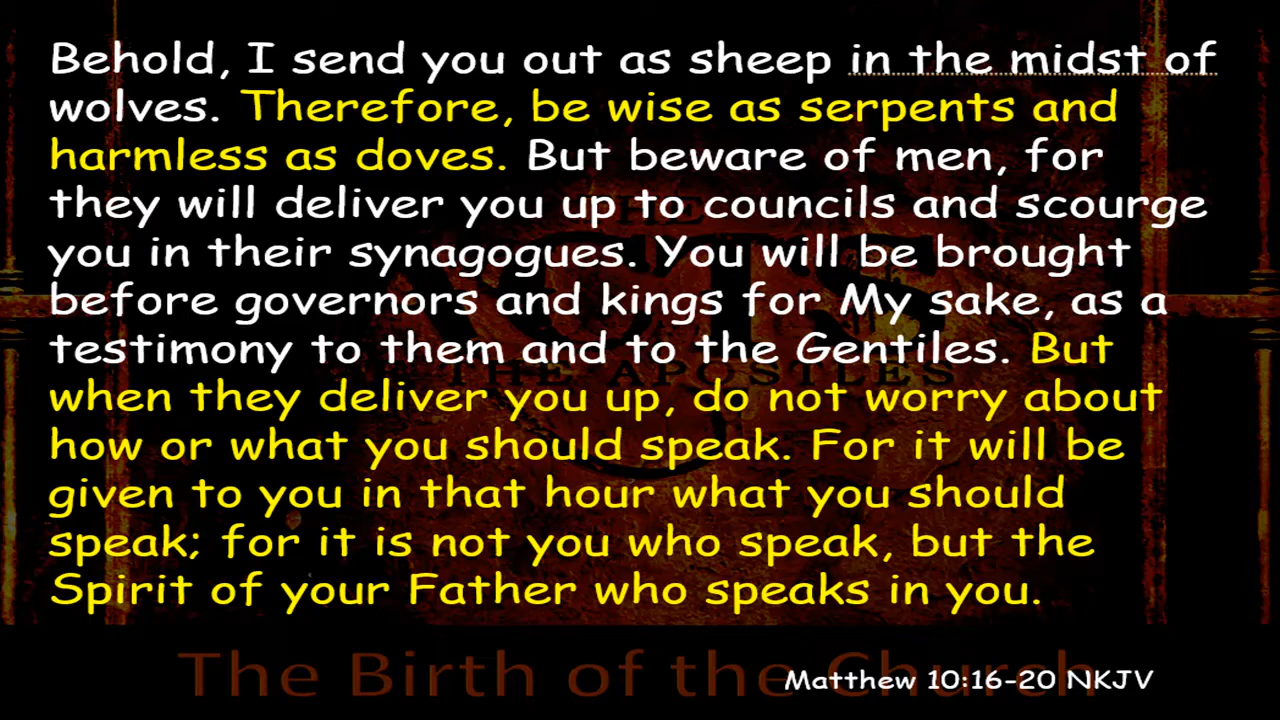 Behold, I send you out as sheep in the midst of
wolves. Therefore, be wise as serpents and
harmless as doves. But beware of men, for
they will deliver you up to councils and scourge
you in their synagogues. You will be brought
before governors and kings for My sake, as a
testimony to them and to the Gentiles. But
when they deliver you up, do not worry about
how or what you should speak. For it will be
given to you in that hour what you should
speak; for it is not you who speak, but the
Spirit of your Father who speaks in you.
THE
ACTS
OF THE APOSTLES
The Birth of the Church
Matthew 10:16-20 NKJV